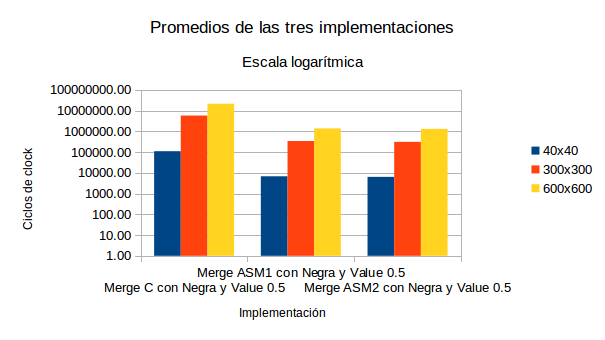 Promedios de las tres implementaciones
Escala logarítmica
100000000.00
10000000.00
1000000.00
100000.00
10000.00
1000.00
100.00
10.00
1.00
Ciclos de clock
40x40
300x300
600x600
Merge ASM1 con Negra y Value 0.5
Merge C con Negra y Value 0.5
Merge ASM2 con Negra y Value 0.5
Implementación